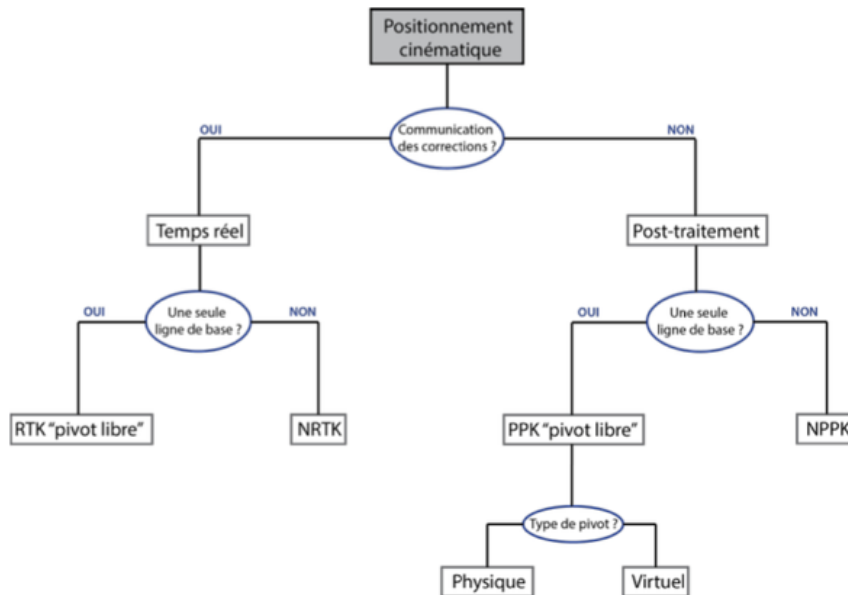 Positionnement
cinématique
OUI
Communication
des corrections ?
NON
Temps réel
Post-traitement
OUI
Une seule
ligne de base ?
NON
OUI
Une seule
ligne de base ?
NON
RTK "pivot libre"
NRTK
PPK "pivot libre"
NPPK
Type de pivot ?
Physique
Virtuel